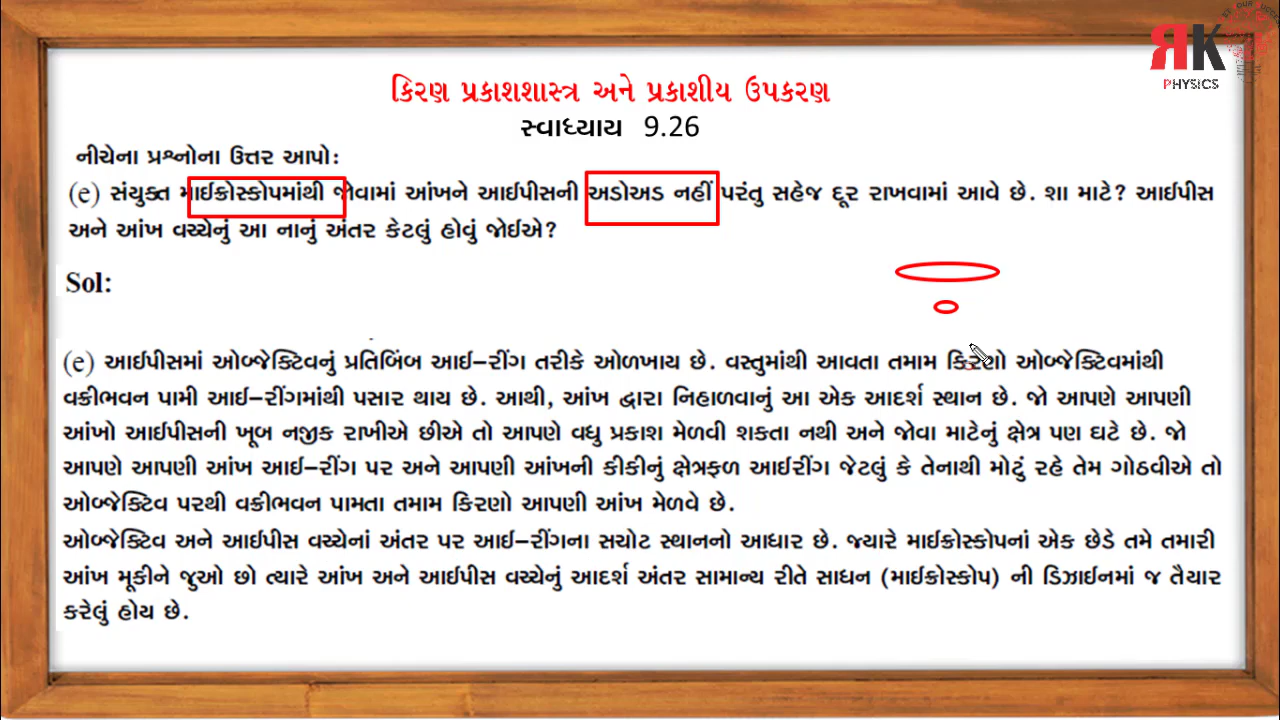 ЯK
PHYSICS
કિરણ પ્રકાશશાસ્ત્ર અને પ્રકાશીય ઉપકરણ
સ્વાધ્યાય 9.26
નીચેના પ્રશ્નોના ઉત્તર આપો:
(e) સંયુક્ત માઈક્રોસ્કોપમાંથી જોવામાં આંખને આઈપીસની અડોઅડ નહીં પરંતુ સહેજ દૂર રાખવામાં આવે છે. શા માટે? આઈપીસ
અને આંખ વચ્ચેનું આ નાનું અંતર કેટલું હોવું જોઈએ?
Sol:
(e) આઈપીસમાં ઓબ્જેક્ટિવનું પ્રતિબિંબ આઈ-રીંગ તરીકે ઓળખાય છે. વસ્તુમાંથી આવતા તમામ કિરણો ઓબ્જેક્ટિવમાંથી
વક્રીભવન પામી આઈ-રીંગમાંથી પસાર થાય છે. આથી, આંખ દ્વારા નિહાળવાનું આ એક આદર્શ સ્થાન છે. જો આપણે આપણી
આંખો આઈપીસની ખૂબ નજીક રાખીએ છીએ તો આપણે વધુ પ્રકાશ મેળવી શકતા નથી અને જોવા માટેનું ક્ષેત્ર પણ ઘટે છે. જો
આપણે આપણી આંખ આઈ-રીંગ પર અને આપણી આંખની કીકીનું ક્ષેત્રફળ આઈરીંગ જેટલું કે તેનાથી મોટું રહે તેમ ગોઠવીએ તો
ઓબ્જેક્ટિવ પરથી વક્રીભવન પામતા તમામ કિરણો આપણી આંખ મેળવે છે.
ઓબ્જેક્ટિવ અને આઈપીસ વચ્ચેનાં અંતર પર આઈ-રીંગના સચોટ સ્થાનનો આધાર છે. જ્યારે માઈક્રોસ્કોપનાં એક છેડે તમે તમારી
આંખ મૂકીને જુઓ છો ત્યારે આંખ અને આઈપીસ વચ્ચેનું આદર્શ અંતર સામાન્ય રીતે સાધન (માઈક્રોસ્કોપ) ની ડિઝાઈનમાં જ તૈયાર
કરેલું હોય છે.